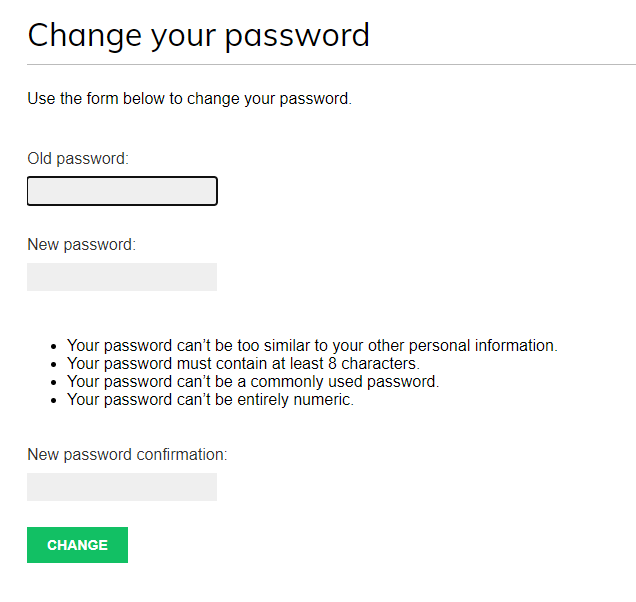 Change your password
Use the form below to change your password.
Old password:
New password:
• Your password can’t be too similar to your other personal information.
• Your password must contain at least 8 characters.
• Your password can’t be a commonly used password.
• Your password can’t be entirely numeric.
New password confirmation:
CHANGE